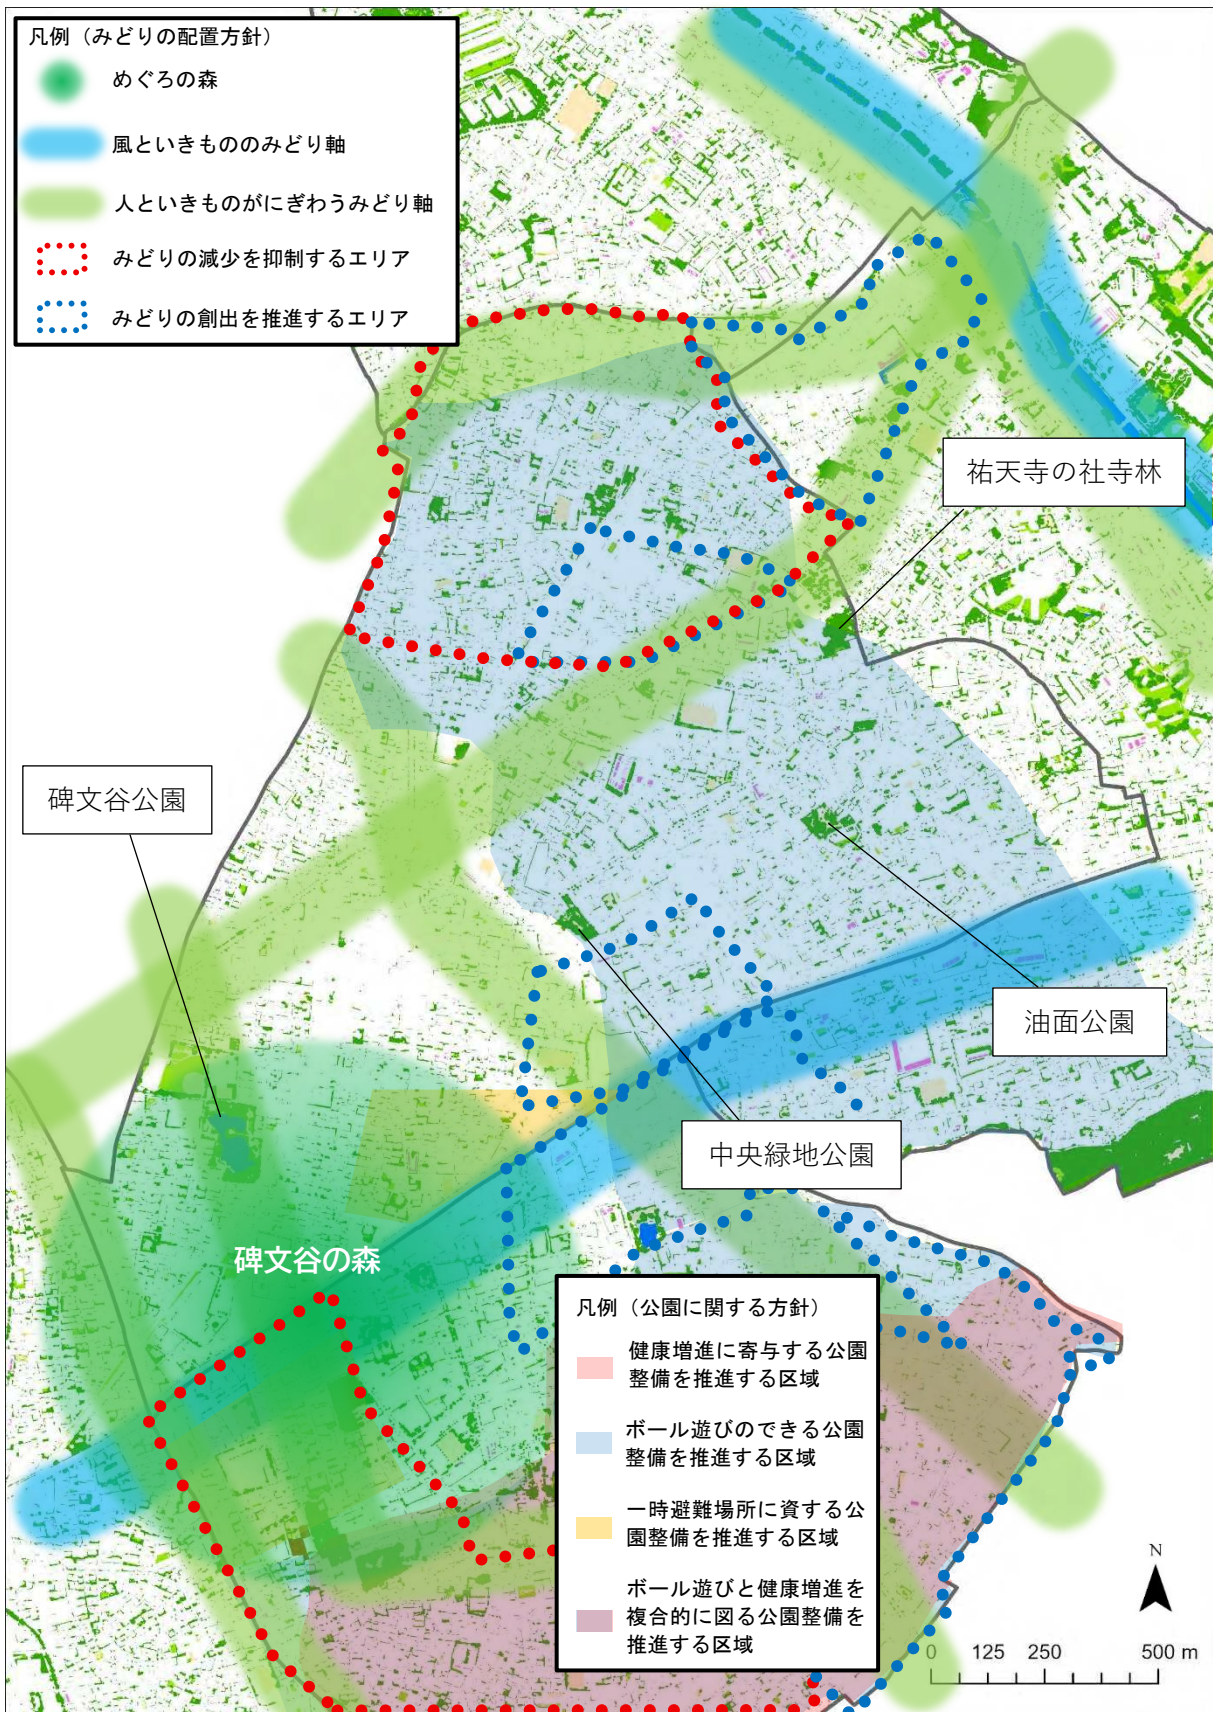 凡例（みどりの配置方針）
めぐろの森
風といきもののみどり軸
人といきものがにぎわうみどり軸
みどりの減少を抑制するエリア
みどりの創出を推進するエリア
祐天寺の社寺林
碑文谷公園
油面公園
中央緑地公園
碑文谷の森
凡例（公園に関する方針）
健康増進に寄与する公園
整備を推進する区域
ボール遊びのできる公園
整備を推進する区域
一時避難場所に資する公
園整備を推進する区域
ボール遊びと健康増進を
複合的に図る公園整備を
推進する区域
N
0 125 250 500 m